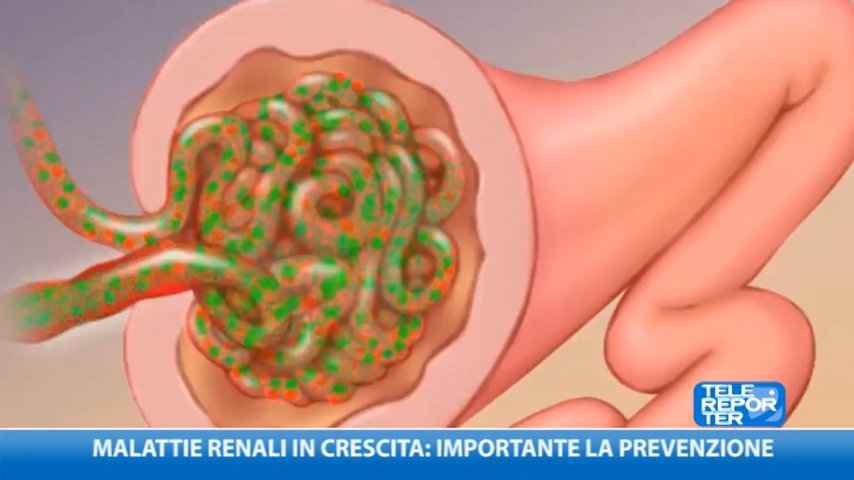 TELE
REPOR
TER
MALATTIE RENALI IN CRESCITA: IMPORTANTE LA PREVENZIONE